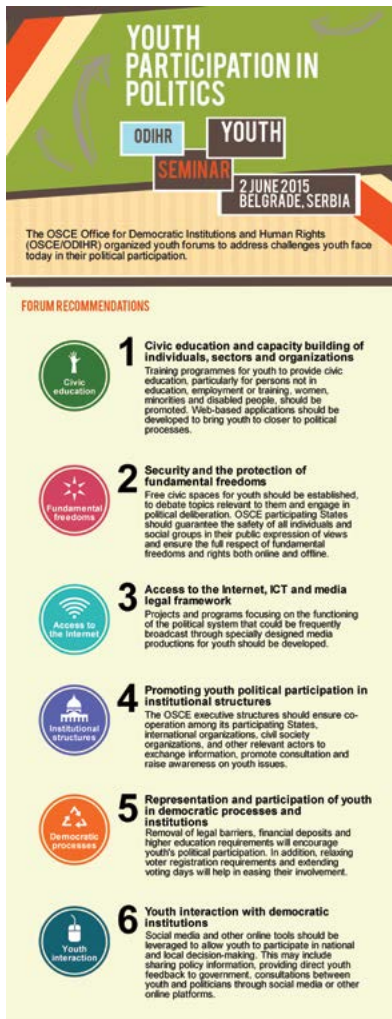 YOUTH
PARTICIPATION IN
POLITICS
ODIHR
YOUTH
SEMINAR
2 JUNE 2015
BELGRADE, SERBIA
The OSCE Office for Democratic Institutions and Human Rights
(OSCE/ODIHR) organized youth forums to address challenges youth face
today in their political participation.
FORUM RECOMMENDATIONS
Civic
education
1
Civic education and capacity building of
individuals, sectors and organizations
Training programmes for youth to provide civic
education, particularly for persons not in
education, employment or training, women,
minorities and disabled people, should be
promoted. Web-based applications should be
developed to bring youth to closer to political
processes.
Fundamental
freedoms
2
Security and the protection of
fundamental freedoms
Free civic spaces for youth should be established,
to debate topics relevant to them and engage in
political deliberation. OSCE participating States
should guarantee the safety of all individuals and
social groups in their public expression of views
and ensure the full respect of fundamental
freedoms and rights both online and offline.
Access to
the Internet
3
Access to the Internet, ICT and media
legal framework
Projects and programs focusing on the functioning
of the political system that could be frequently
broadcast through specially designed media
productions for youth should be developed.
Institutional
structures
4
Promoting youth political participation in
institutional structures
The OSCE executive structures should ensure co-
operation among its participating States,
international organizations, civil society
organizations, and other relevant actors to
exchange information, promote consultation and
raise awareness on youth issues.
Democratic
processes
5
Representation and participation of youth
in democratic processes and
institutions
Removal of legal barriers, financial deposits and
higher education requirements will encourage
youth's political participation. In addition, relaxing
voter registration requirements and extending
voting days will help in easing their involvement.
Youth
interaction
6
Youth interaction with democratic
institutions
Social media and other online tools should be
leveraged to allow youth to participate in national
and local decision-making. This may include
sharing policy information, providing direct youth
feedback to government, consultations between
youth and politicians through social media or other
online platforms.